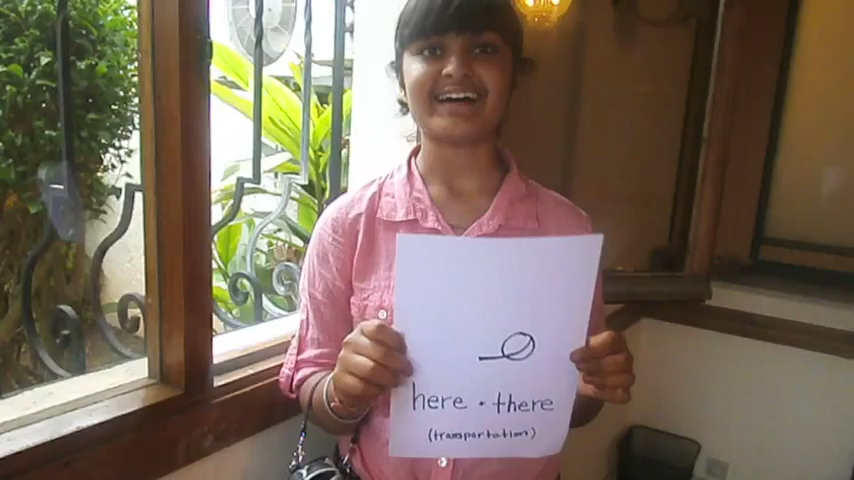 here • there
(transportation)